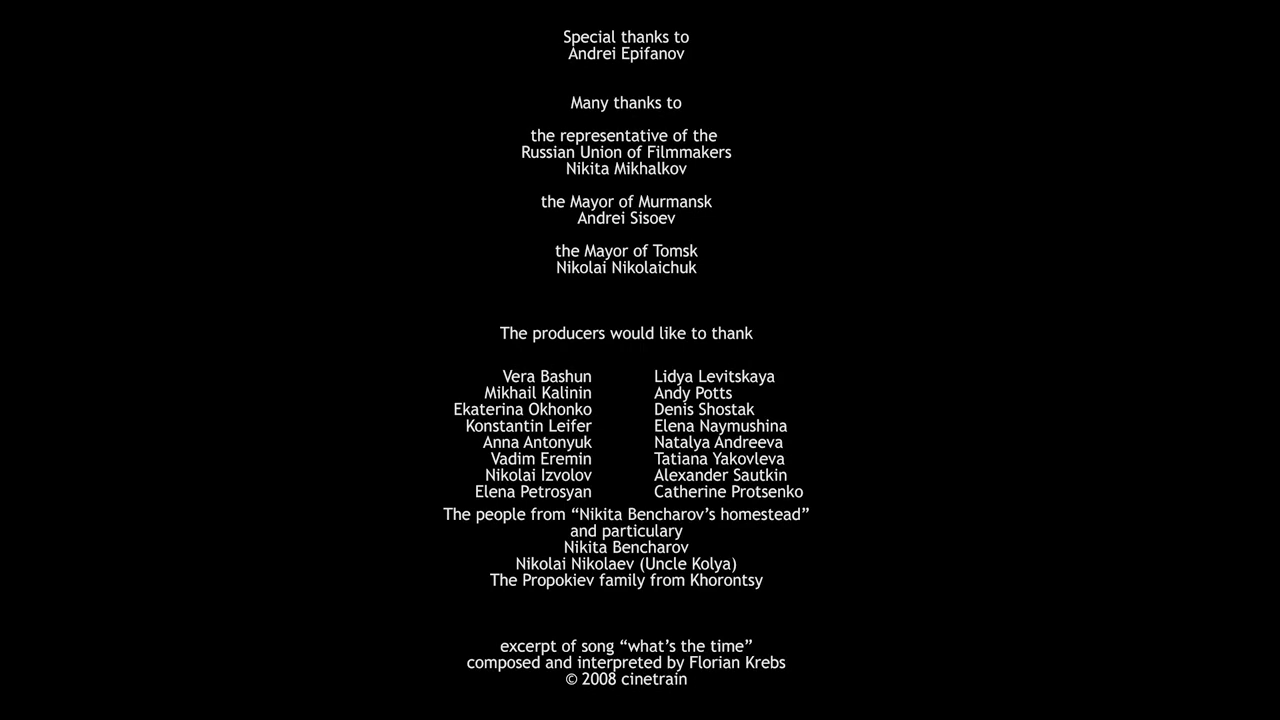 Special thanks to
Andrei Epifanov
Many thanks to
the representative of the
Russian Union of Filmmakers
Nikita Mikhalkov
the Mayor of Murmansk
Andrei Sisoev
the Mayor of Tomsk
Nikolai Nikolaichuk
The producers would like to thank
Vera Bashun Lidya Levitskaya
Mikhail Kalinin Andy Potts
Ekaterina Okhonko Denis Shostak
Konstantin Leifer Elena Naymushina
Anna Antonyuk Natalya Andreeva
Vadim Eremin Tatiana Yakovleva
Nikolai Izvolov Alexander Sautkin
Elena Petrosyan Catherine Protsenko
The people from “Nikita Bencharov’s homestead”
and particulary
Nikita Bencharov
Nikolai Nikolaev (Uncle Kolya)
The Propokiev family from Khorontsy
excerpt of song “what’s the time”
composed and interpreted by Florian Krebs
© 2008 cinetrain